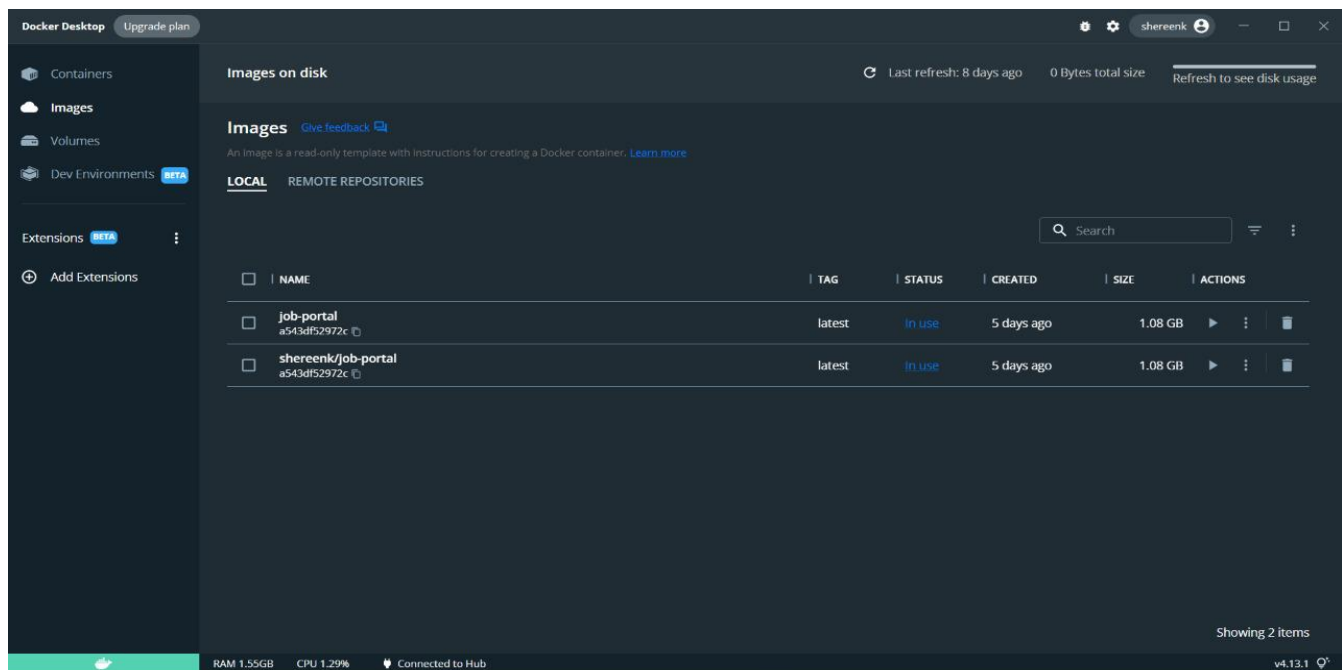 Docker Desktop Upgrade plan shereenk
Containers
Images
Volumes
Dev Environments BETA
Extensions BETA
Add Extensions
Images on disk Last refresh: 8 days ago 0 Bytes total size Refresh to see disk usage
Images Give feedback
An image is a read-only template with instructions for creating a Docker container. Learn more
LOCAL REMOTE REPOSITORIES
Search
NAME TAG STATUS CREATED SIZE ACTIONS
job-portal latest In use 5 days ago 1.08 GB
a543df52972c
shereenk/job-portal latest In use 5 days ago 1.08 GB
a543df52972c
Showing 2 items
RAM 1.55GB CPU 1.29% Connected to Hub v4.13.1